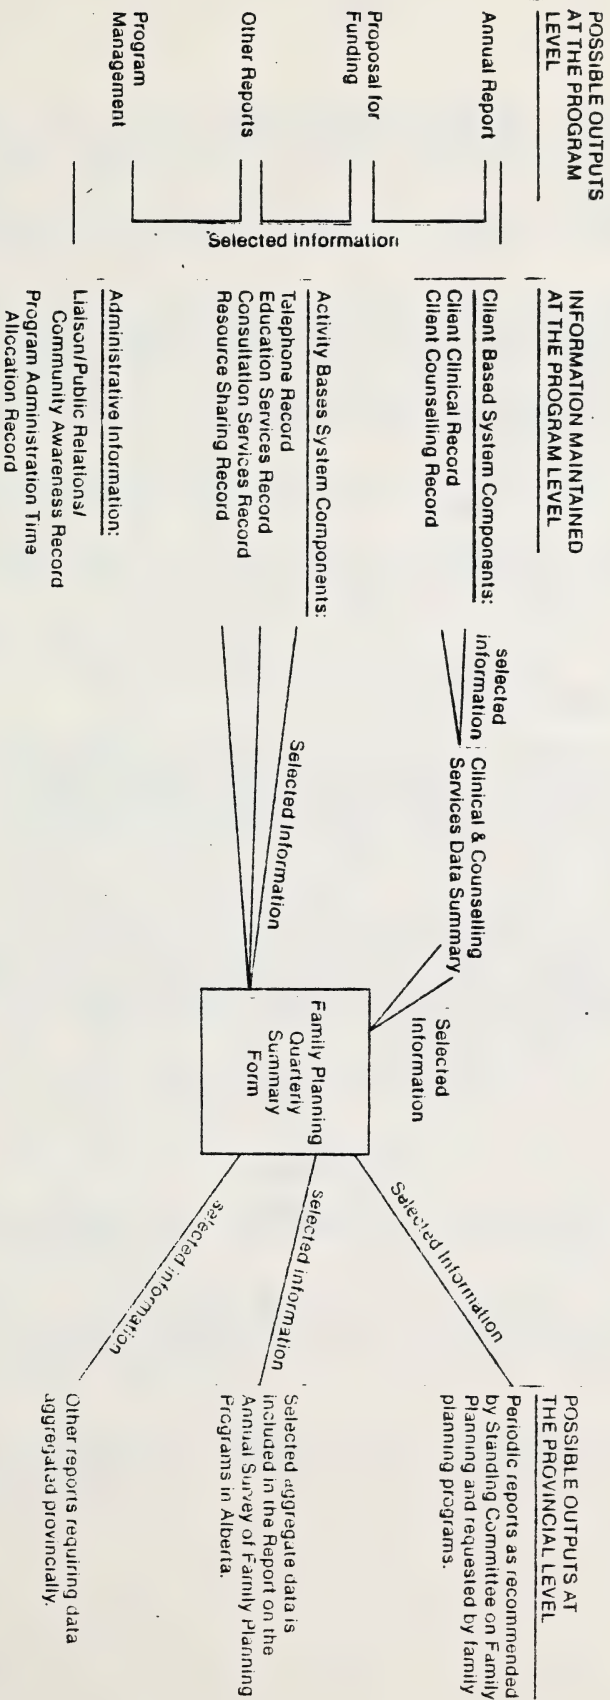 POSSIBLE OUTPUTS
AT THE PROGRAM
LEVEL
Annual Report
Proposal for
Funding
Other Reports
Program
Management
Selected information
INFORMATION MAINTAINED
AT THE PROGRAM LEVEL
Client Based System Components:
Client Clinical Record
Client Counselling Record
Activity Bases System Components:
Telephone Record
Education Services Record
Consultation Services Record
Resource Sharing Record
Administrative Information:
Liaison/Public Relations/
Community Awareness Record
Program Administration Time
Allocation Record
selected
information
Clinical & Counselling
Services Data Summary
Selected Information
Selected
Information
Family Planning
Quarterly
Summary
Form
Selected Information
selected information
selected information
POSSIBLE OUTPUTS AT
THE PROVINCIAL LEVEL
Periodic reports as recommended
by Standing Committee on Family
Planning and requested by family
planning programs.
Selected aggregate data is
included in the Report on the
Annual Survey of Family Planning
Programs in Alberta.
Other reports requiring data
aggregated provincially.